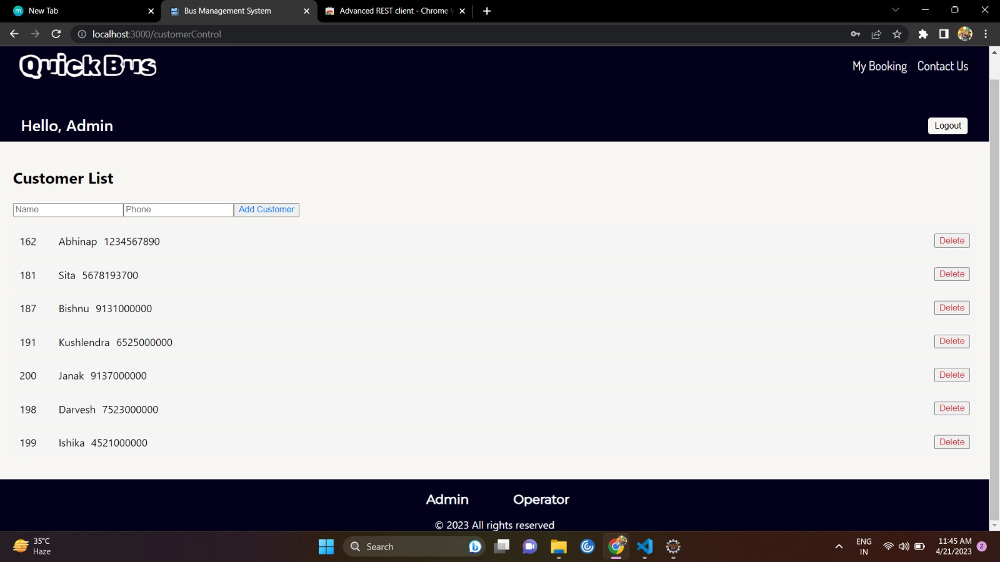 New Tab
Bus Management System
Advanced REST client - Chrome
localhost:3000/customerControl
Quick Bus
My Booking Contact Us
Hello, Admin
Logout
Customer List
Name Phone Add Customer
162 Abhinap 1234567890 Delete
181 Sita 5678193700 Delete
187 Bishnu 9131000000 Delete
191 Kushlendra 6525000000 Delete
200 Janak 9137000000 Delete
198 Darvesh 7523000000 Delete
199 Ishika 4521000000 Delete
Admin Operator
© 2023 All rights reserved
35°C
Haze
Search
ENG
IN
11:45 AM
4/21/2023
2